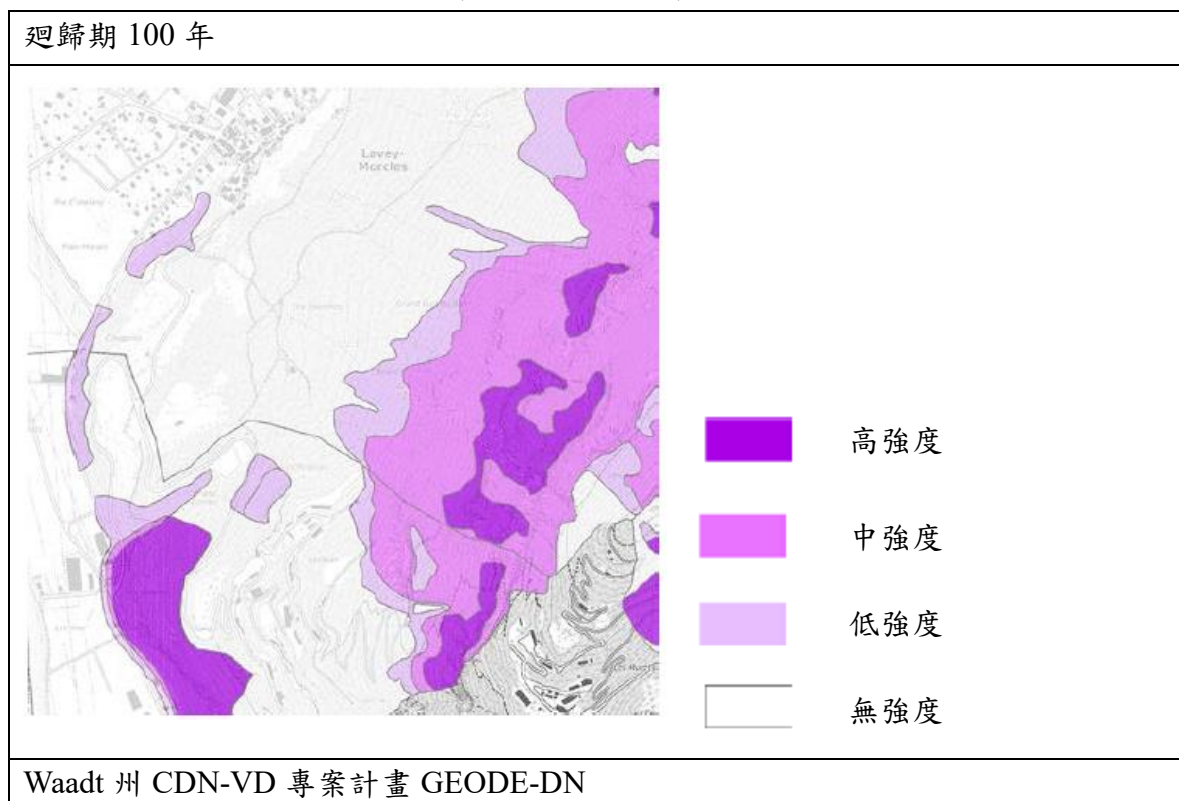 廻歸期 100 年
Lavey-
Morcles
高強度
中強度
低強度
無強度
Waadt 州 CDN-VD 專案計畫 GEODE-DN